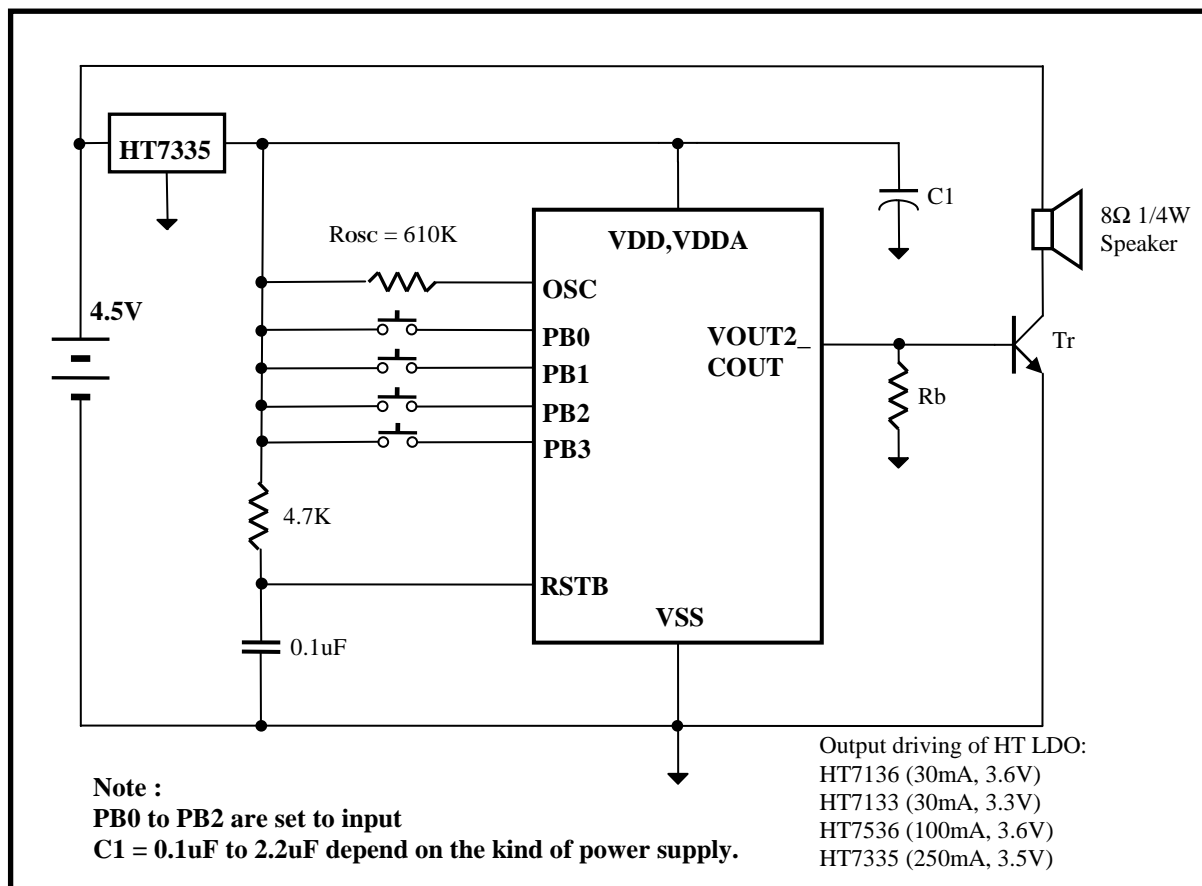 HT7335
C1
8Ω 1/4W
Speaker
Rosc = 610K
VDD,VDDA
OSC
4.5V
PB0
VOUT2_
COUT
Tr
PB1
PB2
Rb
PB3
4.7K
RSTB
VSS
0.1uF
Output driving of HT LDO:
HT7136 (30mA, 3.6V)
HT7133 (30mA, 3.3V)
HT7536 (100mA, 3.6V)
HT7335 (250mA, 3.5V)
Note :
PB0 to PB2 are set to input
C1 = 0.1uF to 2.2uF depend on the kind of power supply.